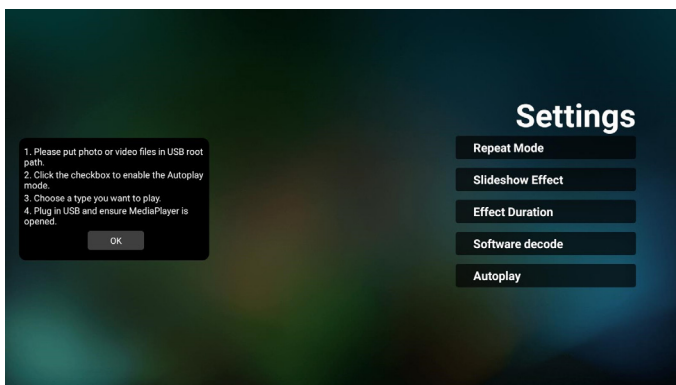 Settings
1. Please put photo or video files in USB root
path.
2. Click the checkbox to enable the Autoplay
mode.
3. Choose a type you want to play.
4. Plug in USB and ensure MediaPlayer is
opened.
OK
Repeat Mode
Slideshow Effect
Effect Duration
Software decode
Autoplay